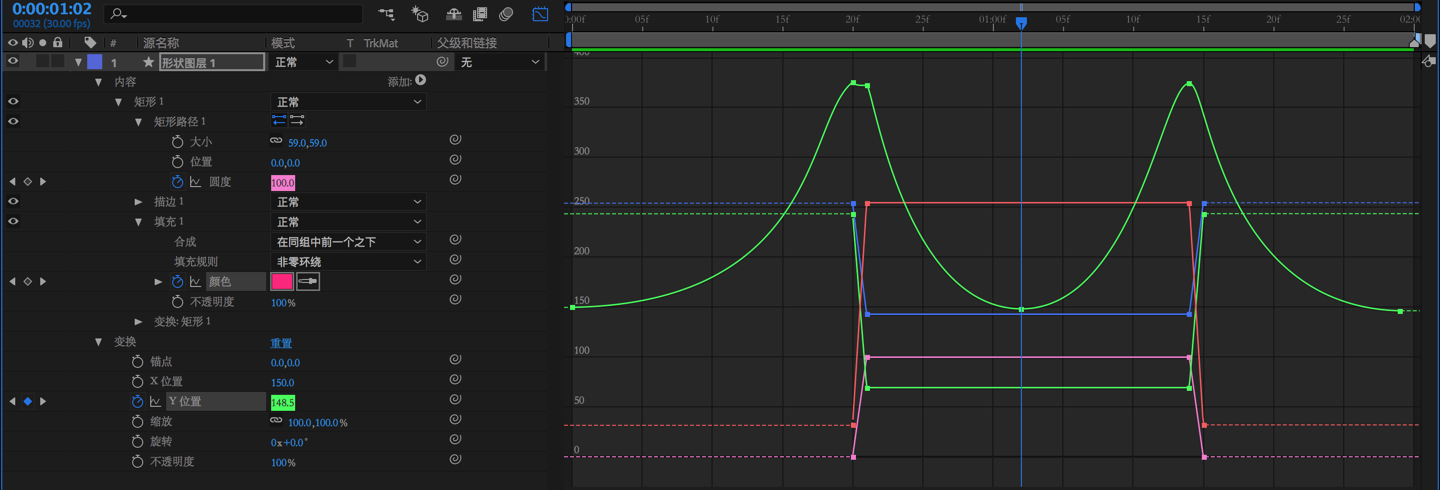 0:00:01:02
00032 (30.00 fps)
# 源名称 模式 T TrkMat 父级和链接
1 形状图层 1 正常 无
内容 添加:
矩形 1 正常
矩形路径 1
大小 59.0,59.0
位置 0.0,0.0
圆度 100.0
描边 1 正常
填充 1 正常
合成 在同组中前一个之下
填充规则 非零环绕
颜色
不透明度 100%
变换: 矩形 1
变换 重置
锚点 0.0,0.0
X 位置 150.0
Y 位置 148.5
缩放 100.0,100.0%
旋转 0x+0.0°
不透明度 100%
:00f 05f 10f 15f 20f 25f 01:00f 05f 10f 15f 20f 25f 02:0
400
350
300
250
200
150
100
50
0